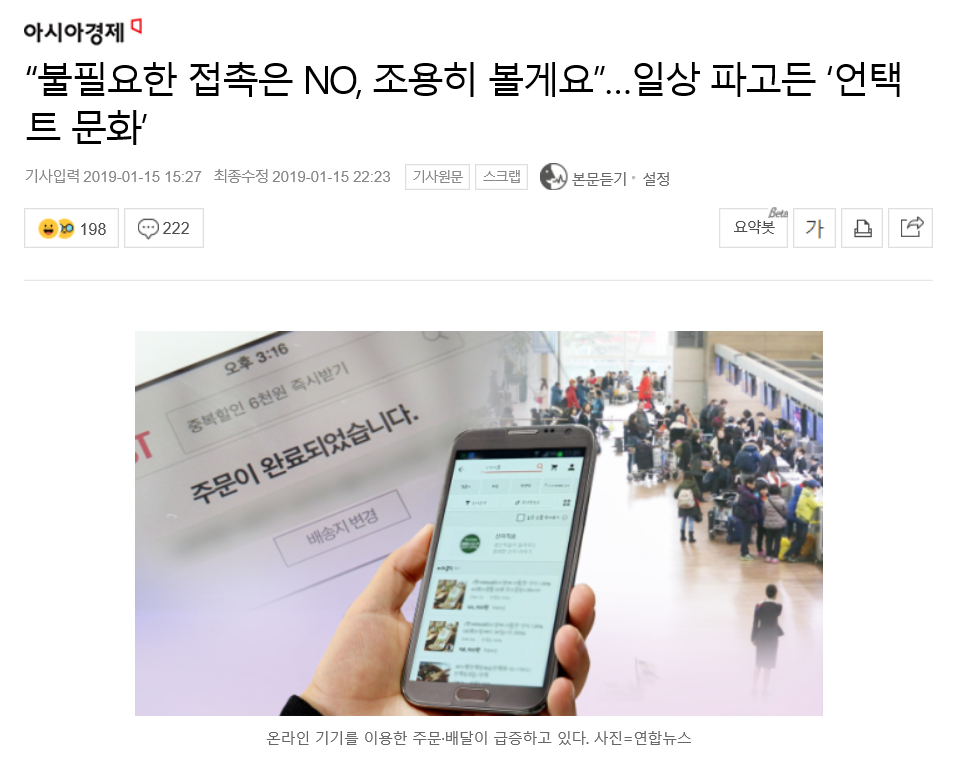 아시아경제
“불필요한 접촉은 NO, 조용히 볼게요”...일상 파고든 ‘언택
트 문화’
기사입력 2019-01-15 15:27 최종수정 2019-01-15 22:23 기사원문 스크랩 본문듣기 · 설정
198 222 요약봇 Beta 가
오후 3:16
중복할인 6천원 즉시받기
ST
주문이 완료되었습니다.
배송지 변경
온라인 기기를 이용한 주문·배달이 급증하고 있다. 사진=연합뉴스